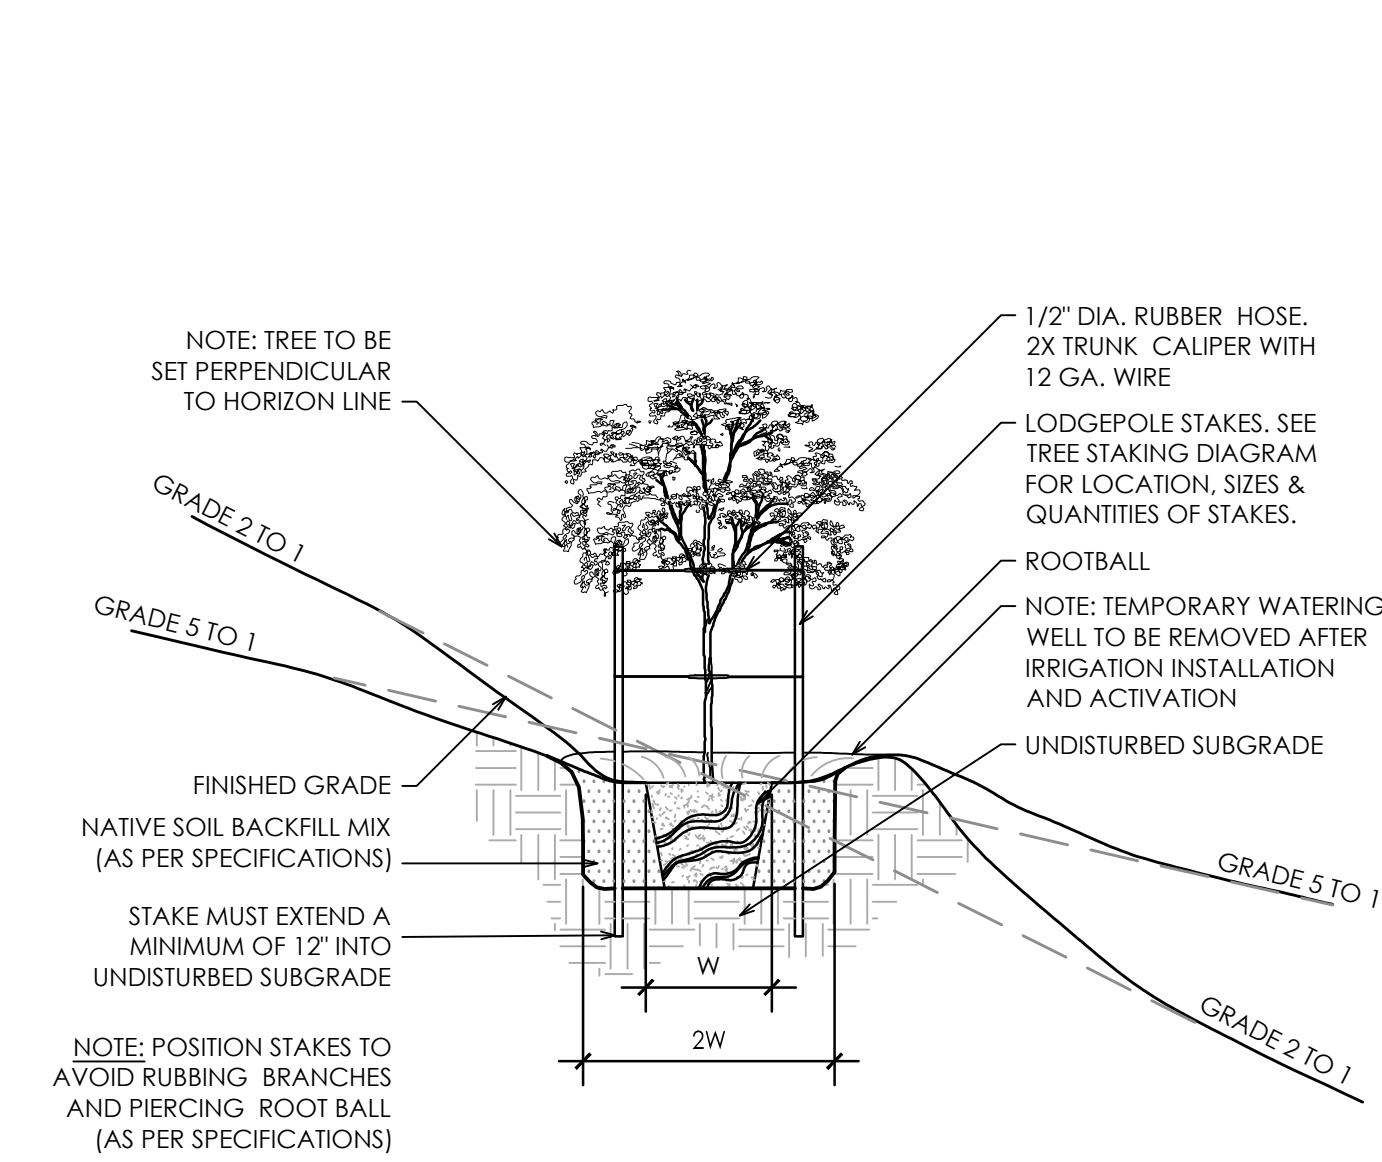 NOTE: TREE TO BE
SET PERPENDICULAR
TO HORIZON LINE
GRADE 2 TO 1
GRADE 5 TO 1
FINISHED GRADE
NATIVE SOIL BACKFILL MIX
(AS PER SPECIFICATIONS)
STAKE MUST EXTEND A
MINIMUM OF 12" INTO
UNDISTURBED SUBGRADE
NOTE: POSITION STAKES TO
AVOID RUBBING BRANCHES
AND PIERCING ROOT BALL
(AS PER SPECIFICATIONS)
W
2W
1/2" DIA. RUBBER HOSE.
2X TRUNK CALIPER WITH
12 GA. WIRE
LODGEPOLE STAKES. SEE
TREE STAKING DIAGRAM
FOR LOCATION, SIZES &
QUANTITIES OF STAKES.
ROOTBALL
NOTE: TEMPORARY WATERING
WELL TO BE REMOVED AFTER
IRRIGATION INSTALLATION
AND ACTIVATION
UNDISTURBED SUBGRADE
GRADE 5 TO 1
GRADE 2 TO 1